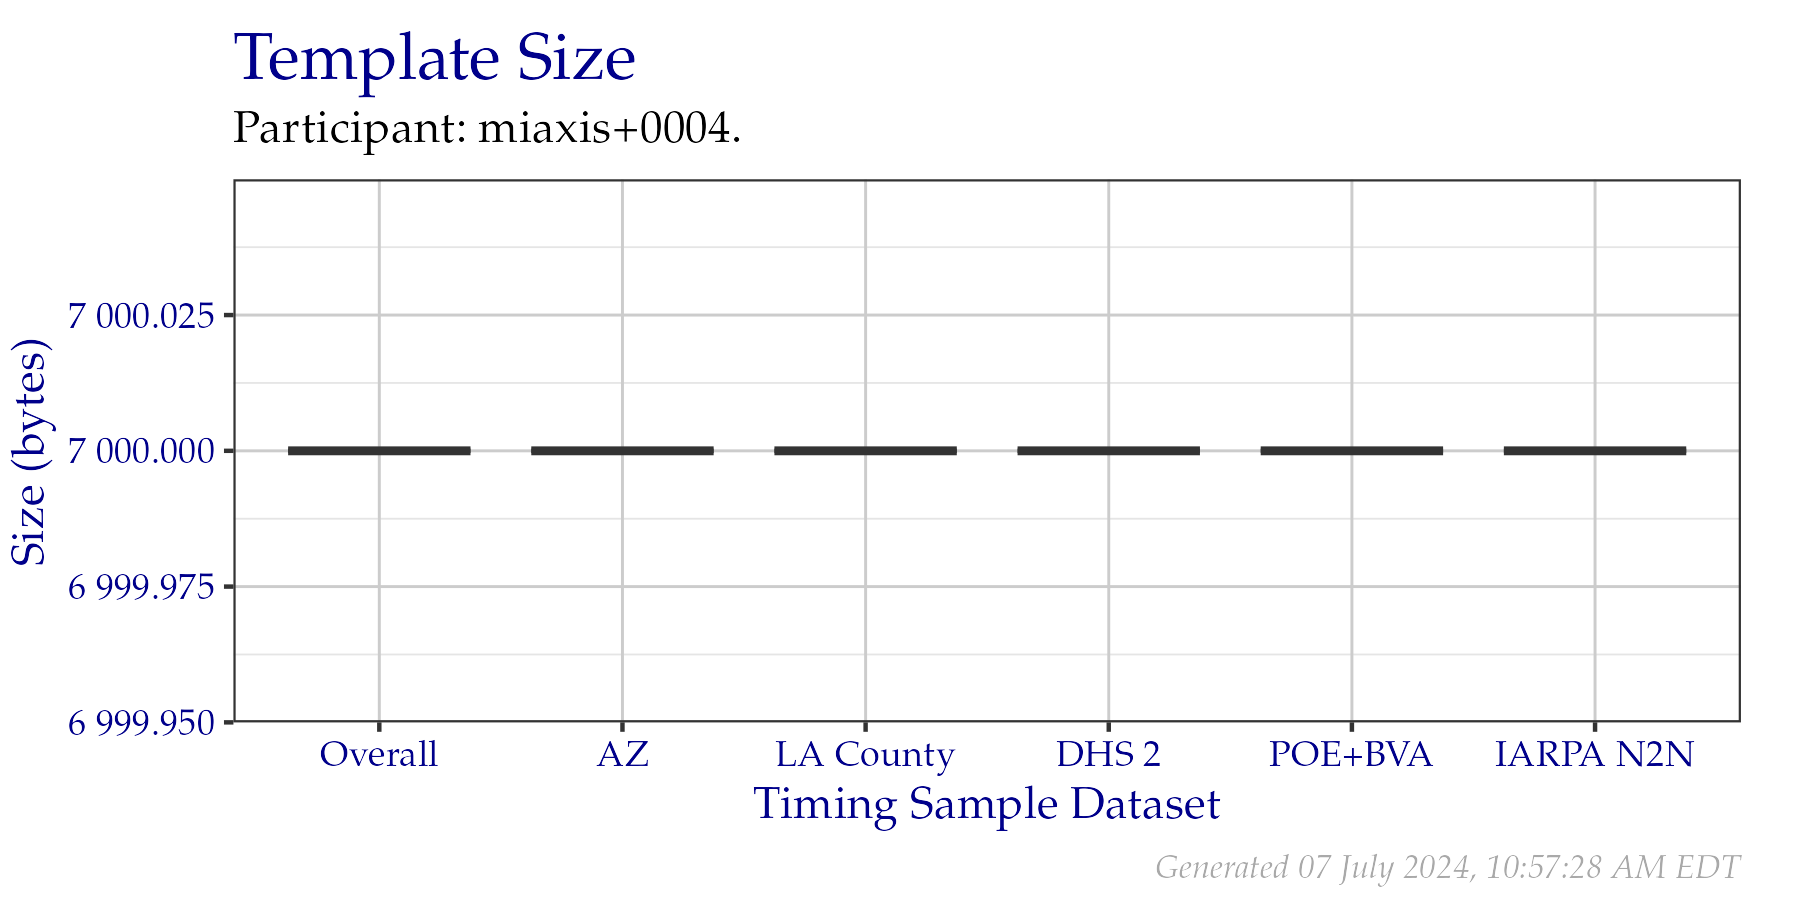 Template Size
Participant: miaxis+0004.
Size (bytes)
7 000.025
7 000.000
6 999.975
6 999.950
Overall AZ LA County DHS 2 POE+BVA IARPA N2N
Timing Sample Dataset
Generated 07 July 2024, 10:57:28 AM EDT